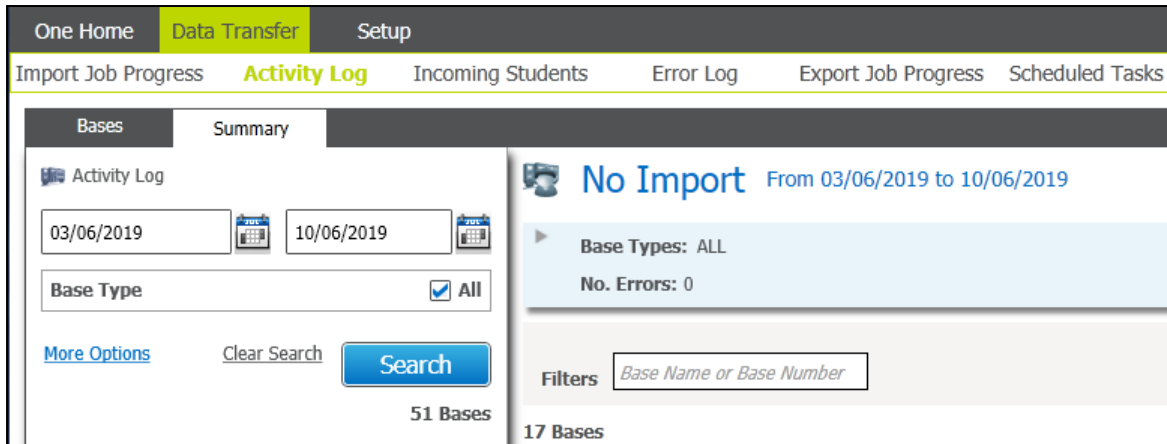 One Home Data Transfer Setup
Import Job Progress Activity Log Incoming Students Error Log Export Job Progress Scheduled Tasks
Bases Summary
Activity Log
03/06/2019 10/06/2019
Base Type All
More Options Clear Search Search
51 Bases
No Import From 03/06/2019 to 10/06/2019
Base Types: ALL
No. Errors: 0
Filters Base Name or Base Number
17 Bases